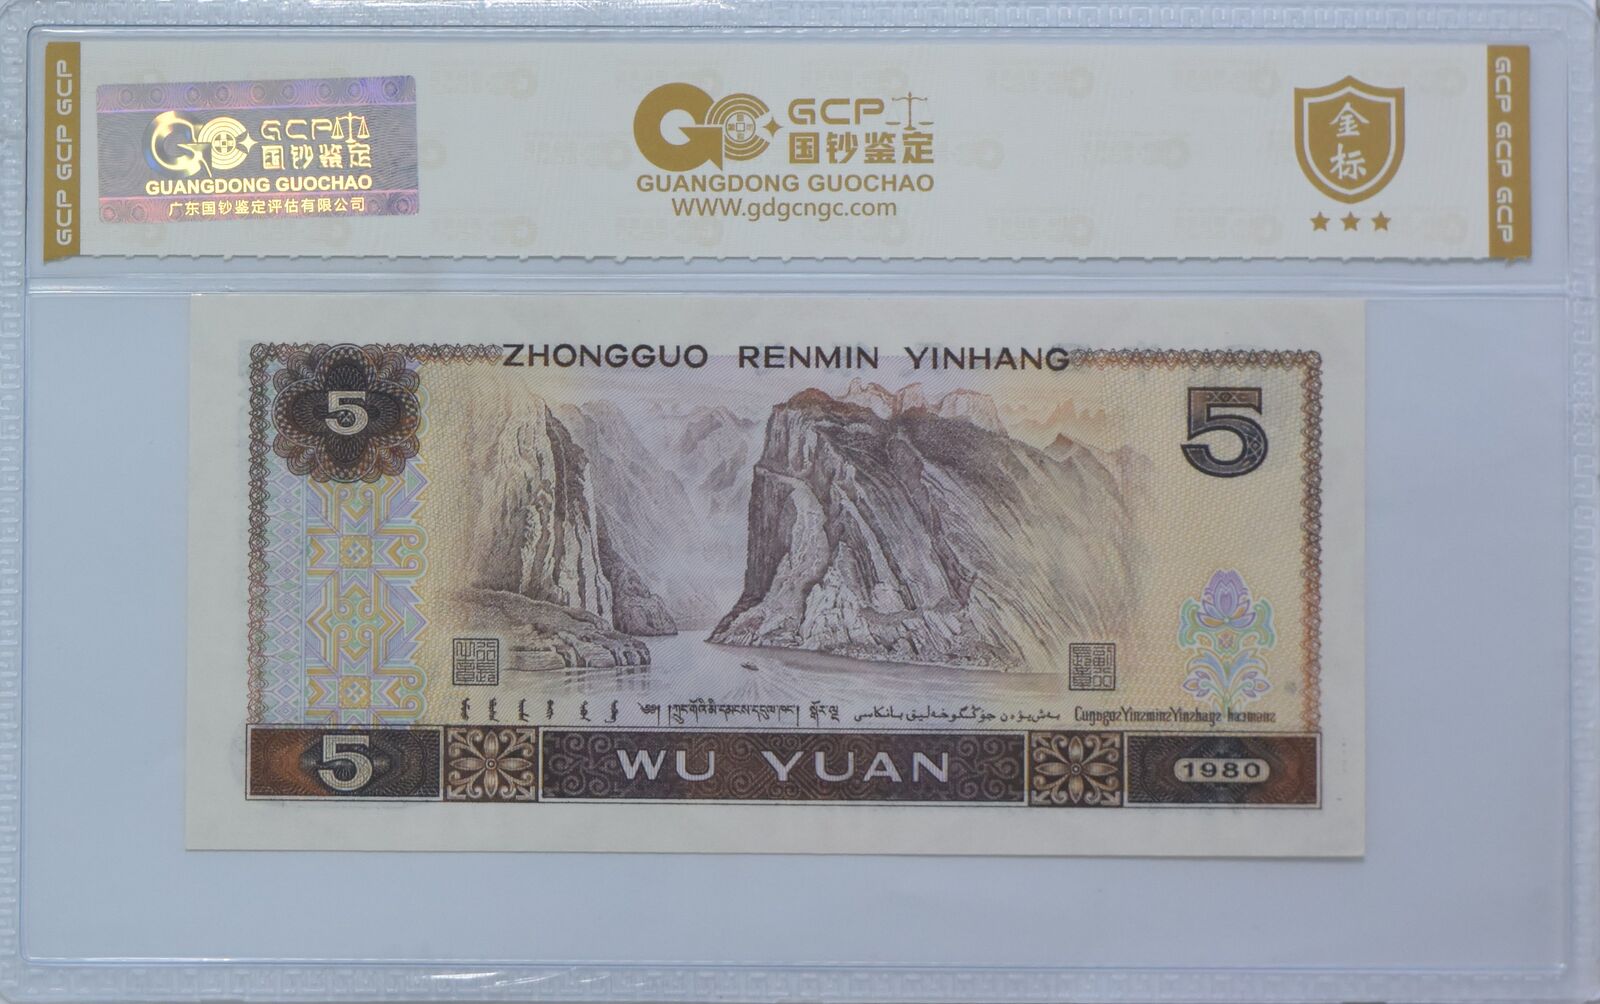 GCP GCP GCP
GCP
国钞鉴定
GUANGDONG GUOCHAO
广东国钞鉴定评估有限公司
GCP
国钞鉴定
GUANGDONG GUOCHAO
WWW.gdgcngc.com
金标
GCP GCP GCP
ZHONGGUO RENMIN YINHANG
5
5
5
WU YUAN
1980